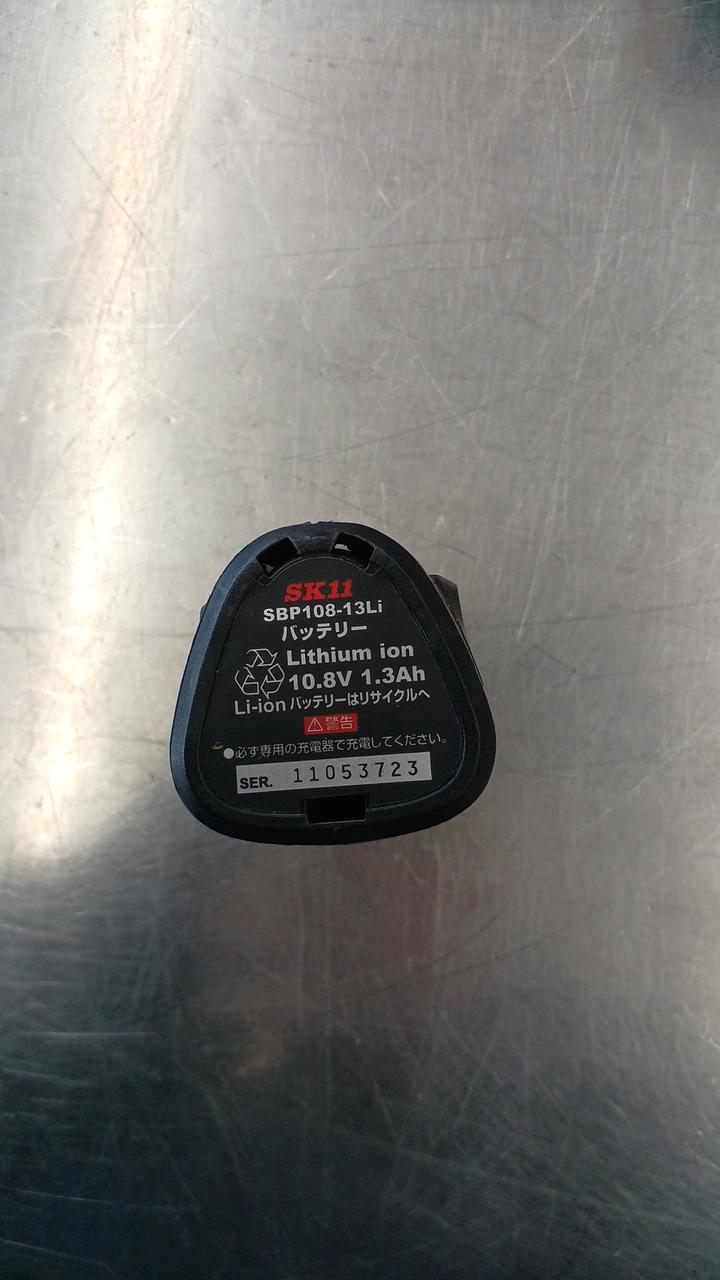 SK11
SBP108-13Li
バッテリー
Lithium ion
10.8V 1.3Ah
Li-ion バッテリーはリサイクルへ
⚠警告
●必ず専用の充電器で充電してください。
SER. 11053723